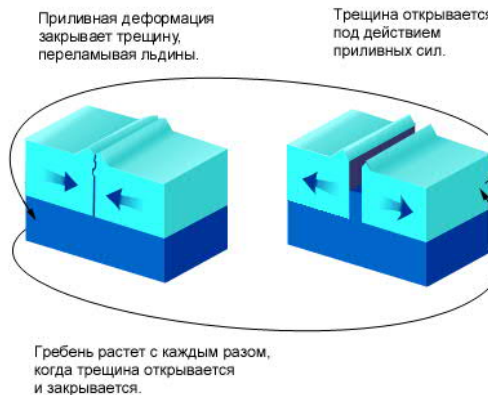 Приливная деформация
закрывает трещину,
переламывая льдины.
Трещина открывается
под действием
приливных сил.
Гребень растет с каждым разом,
когда трещина открывается
и закрывается.